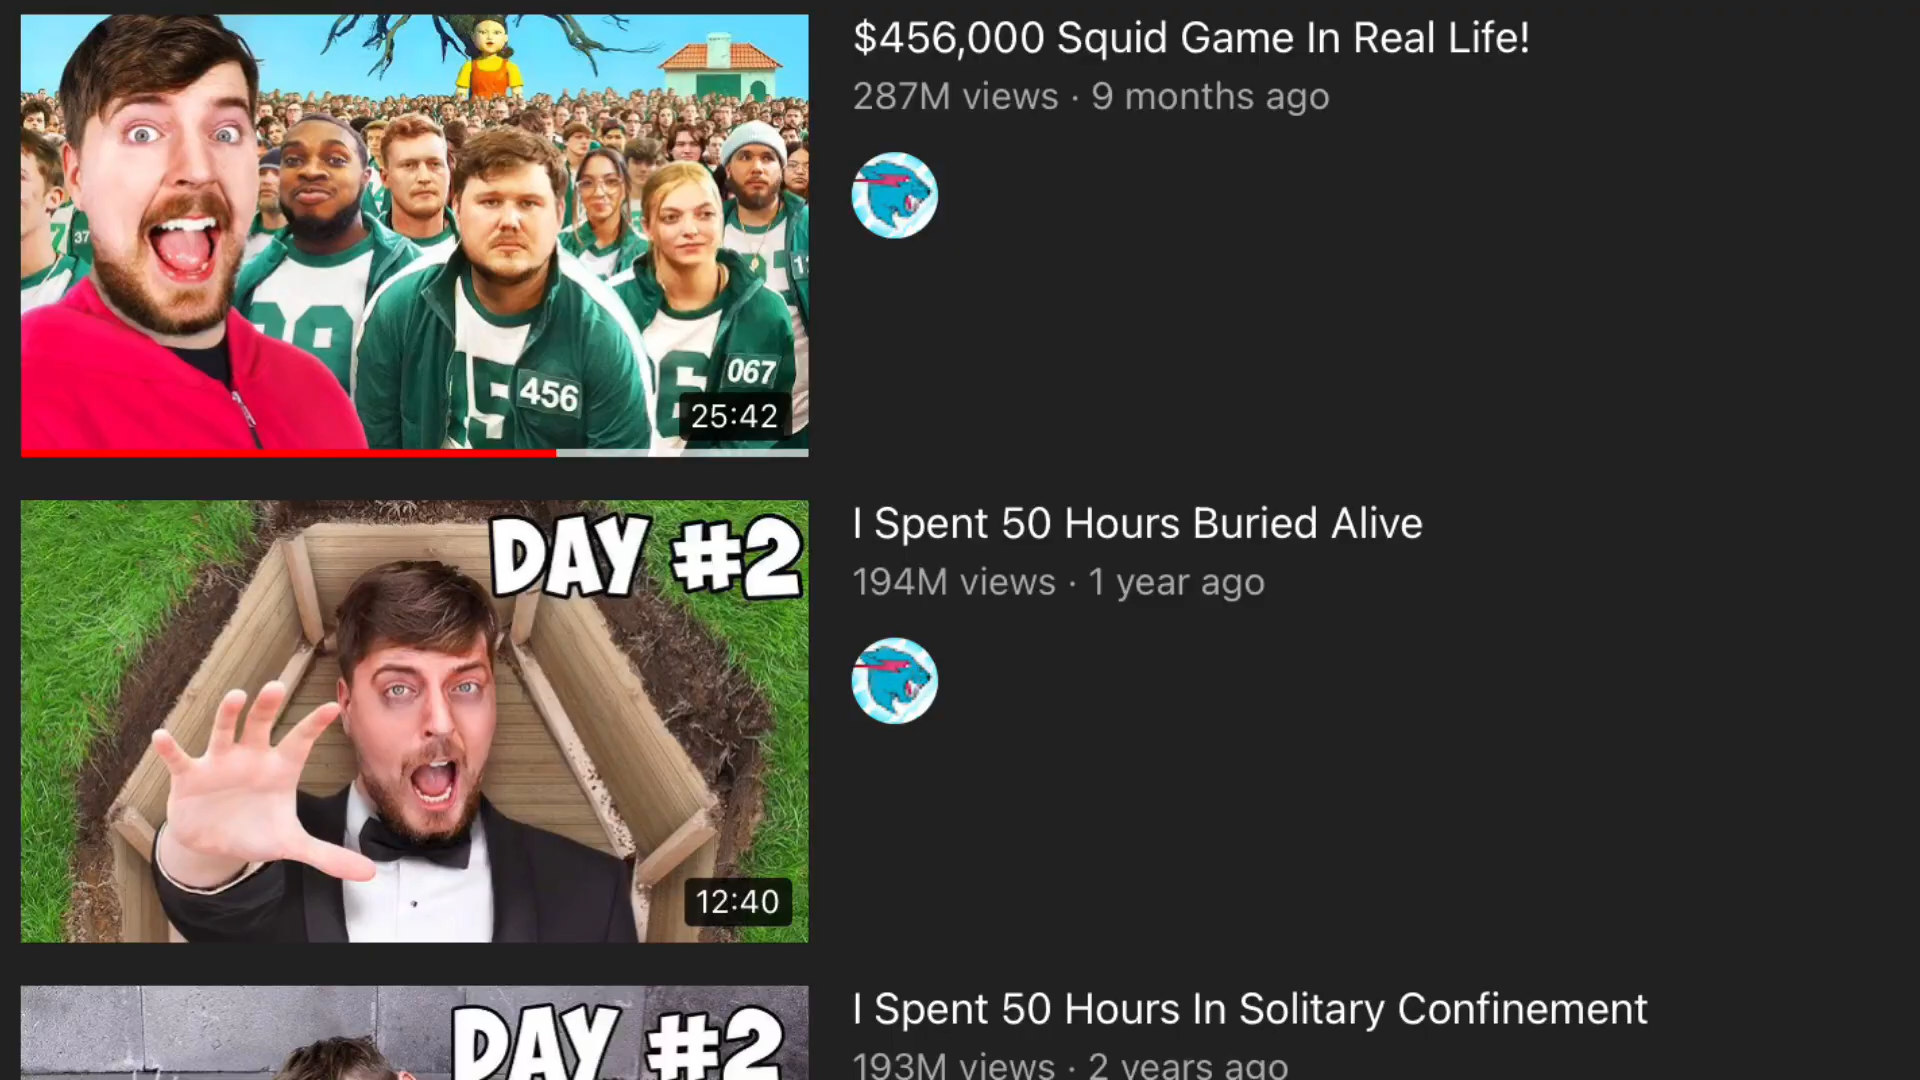 $456,000 Squid Game In Real Life!
287M views · 9 months ago
37
456
067
25:42
DAY #2
I Spent 50 Hours Buried Alive
194M views · 1 year ago
12:40
DAY #2
I Spent 50 Hours In Solitary Confinement
193M views · 2 years ago